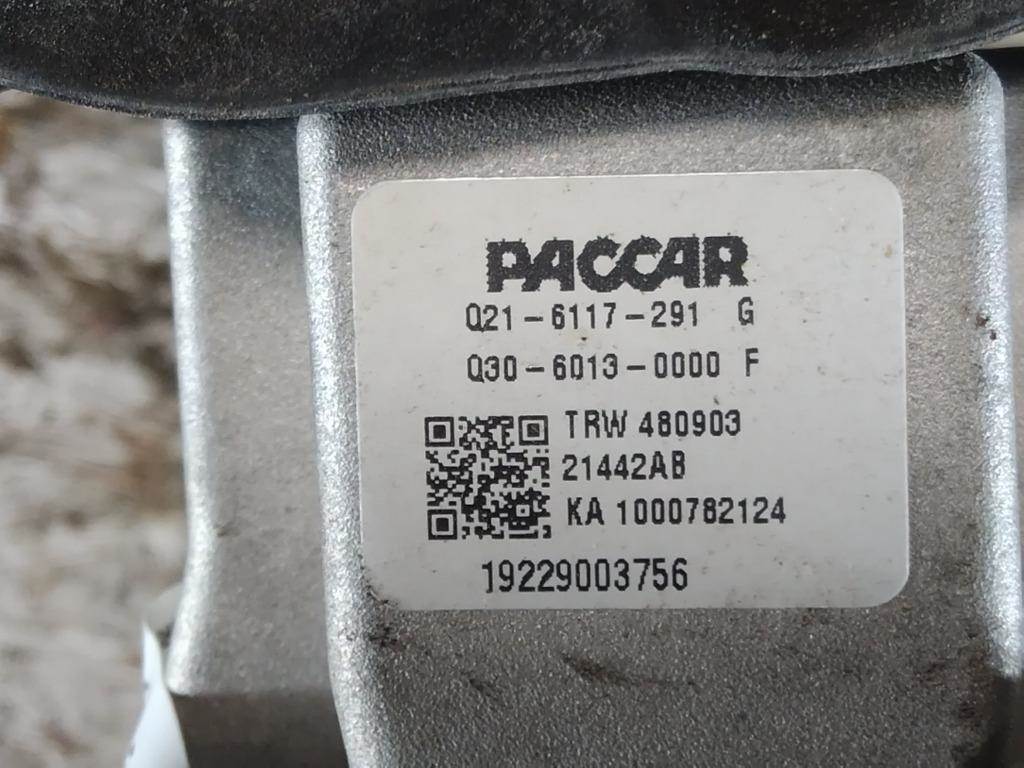 PACCAR
Q21-6117-291 G
Q30-6013-0000 F
TRW 480903
21442AB
KA 1000782124
19229003756